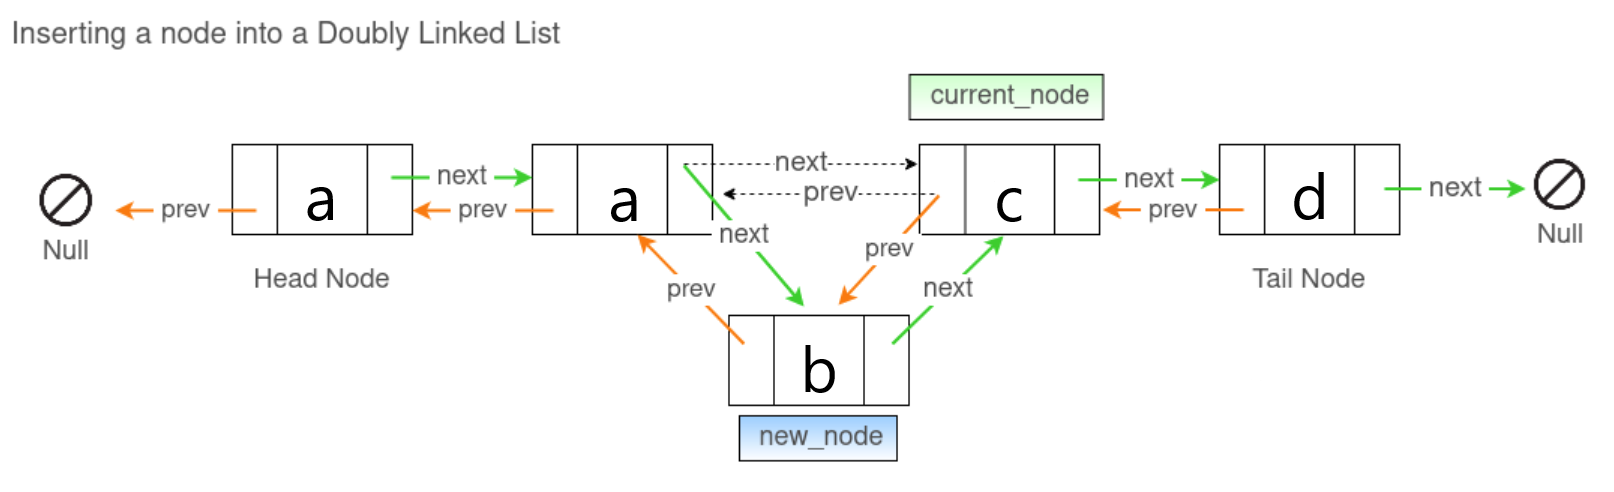 Inserting a node into a Doubly Linked List
current_node
next
prev
next
prev
a
next
prev
a
c
next
prev
d
next
Null
Null
Head Node
Tail Node
next
prev
prev
next
b
new_node